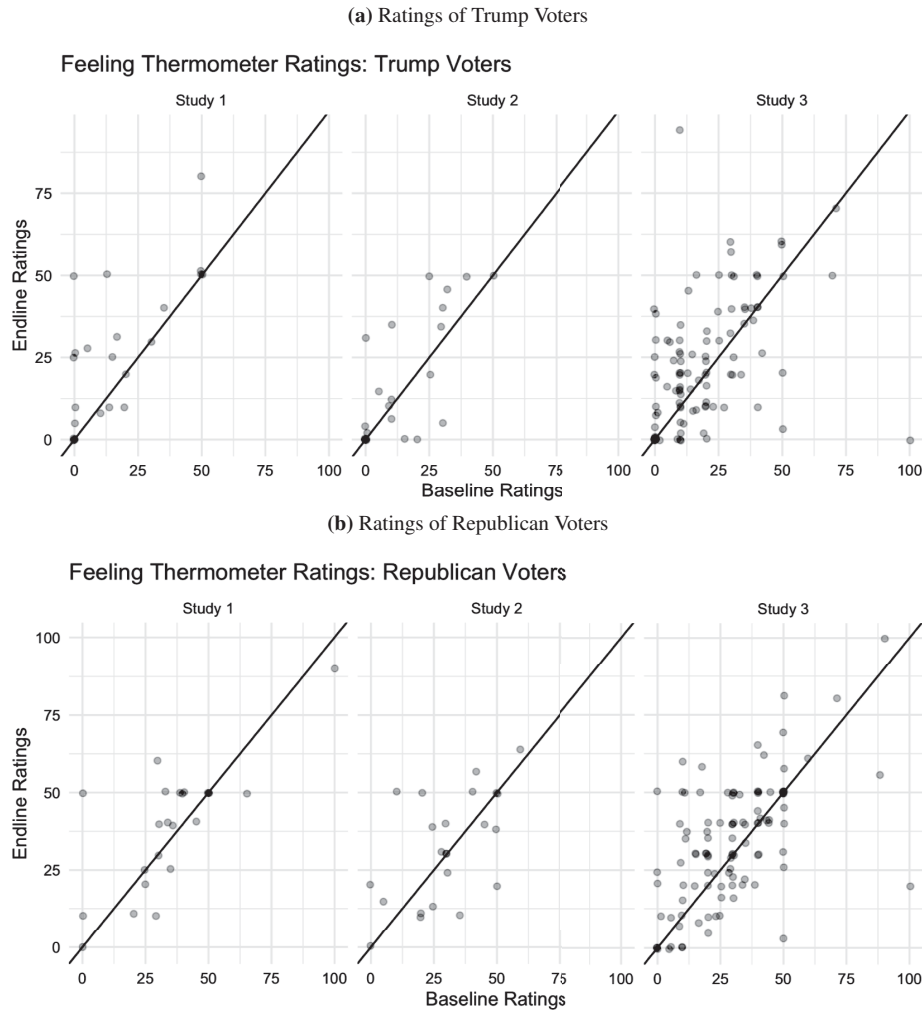 (a) Ratings of Trump Voters
Feeling Thermometer Ratings: Trump Voters
Study 1 Study 2 Study 3
Endline Ratings
75
50
25
0
0 25 50 75 100 0 25 50 75 100 0 25 50 75 100
Baseline Ratings
(b) Ratings of Republican Voters
Feeling Thermometer Ratings: Republican Voters
Study 1 Study 2 Study 3
Endline Ratings
100
75
50
25
0
0 25 50 75 100 0 25 50 75 100 0 25 50 75 100
Baseline Ratings